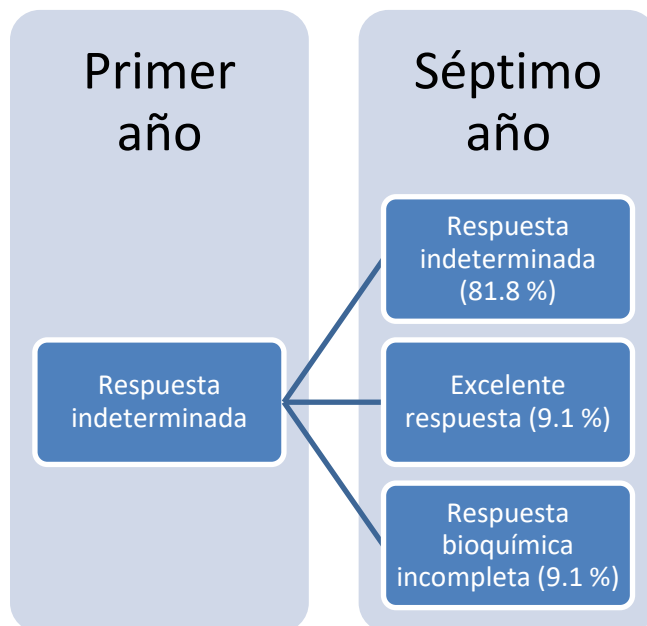 Primer
año
Séptimo
año
Respuesta
indeterminada
Respuesta
indeterminada
(81.8 %)
Excelente
respuesta (9.1 %)
Respuesta
bioquímica
incompleta (9.1 %)